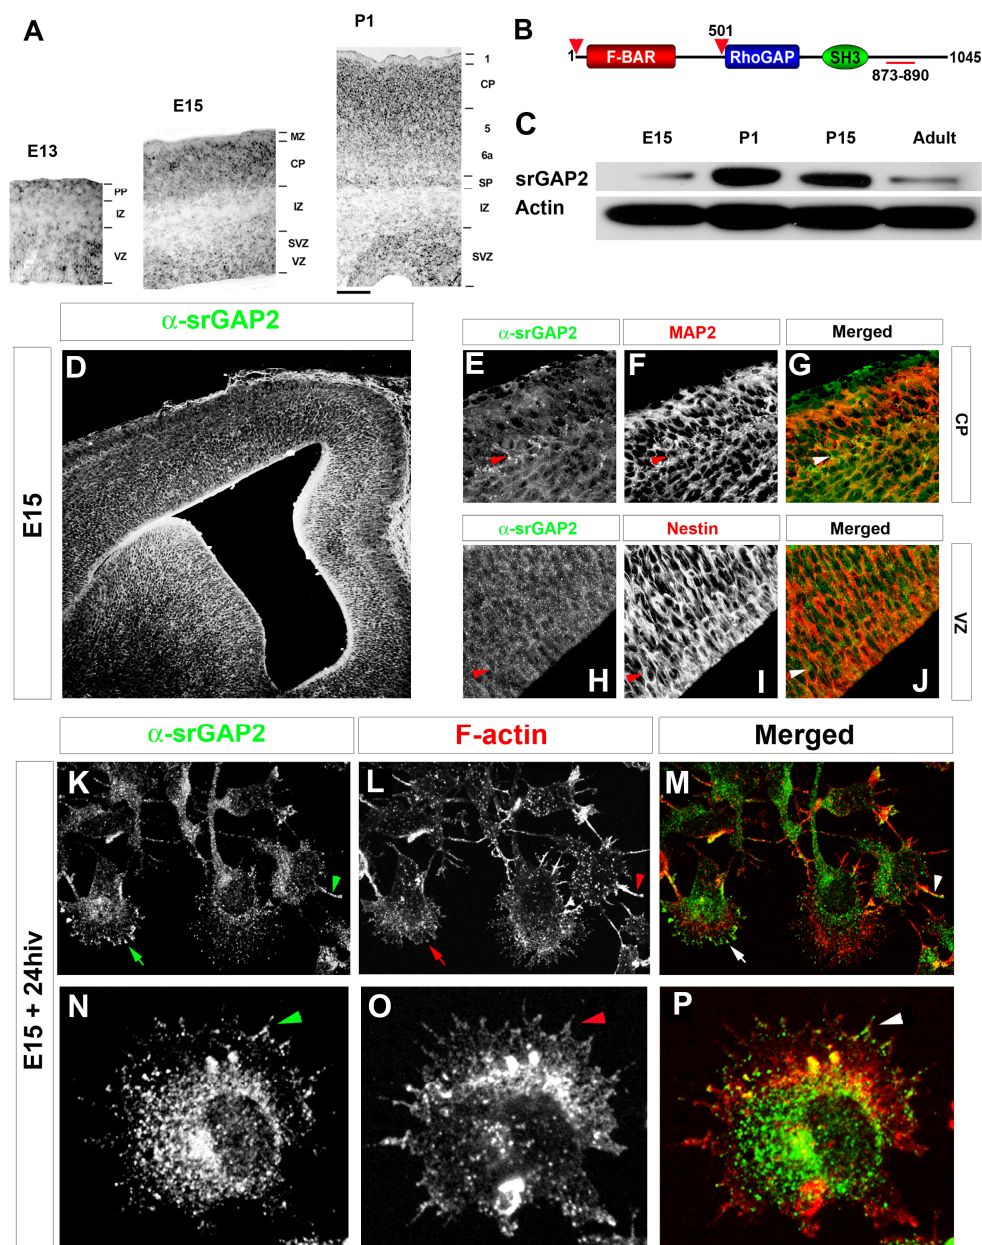 A
E13
PP
IZ
VZ
E15
MZ
CP
IZ
SVZ
VZ
P1
1
CP
5
6a
SP
IZ
SVZ
B
1
F-BAR
501
RhoGAP
SH3
873-890
1045
C
E15 P1 P15 Adult
srGAP2
Actin
α-srGAP2
E15
D
α-srGAP2 MAP2 Merged
E F G
CP
α-srGAP2 Nestin Merged
H I J
VZ
α-srGAP2 F-actin Merged
E15 + 24hiv
K L M
N O P